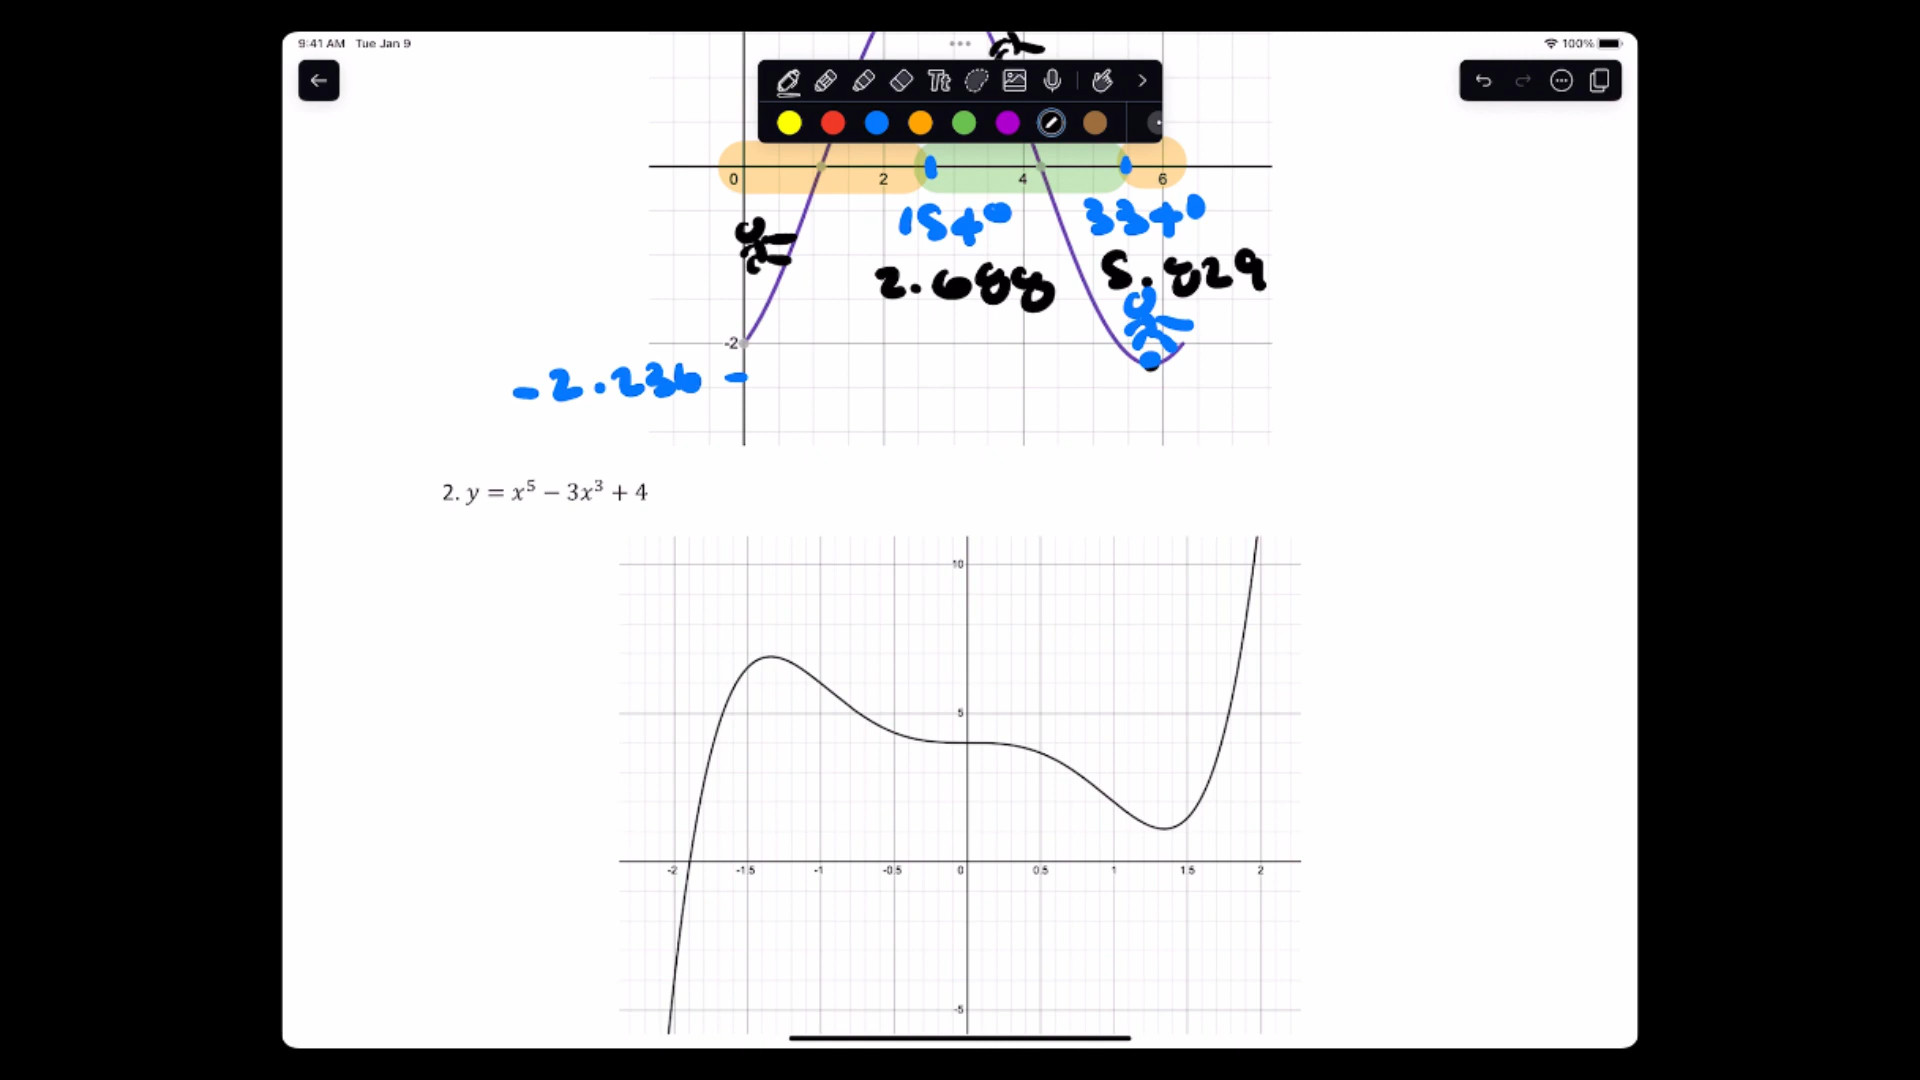 9:41 AM Tue Jan 9
100%
Tt
0 2 4 6
154° 334°
2.688 5.829
-2
-2.236 -
2. y = x⁵ − 3x³ + 4
10
5
-2 -1.5 -1 -0.5 0 0.5 1 1.5 2
-5